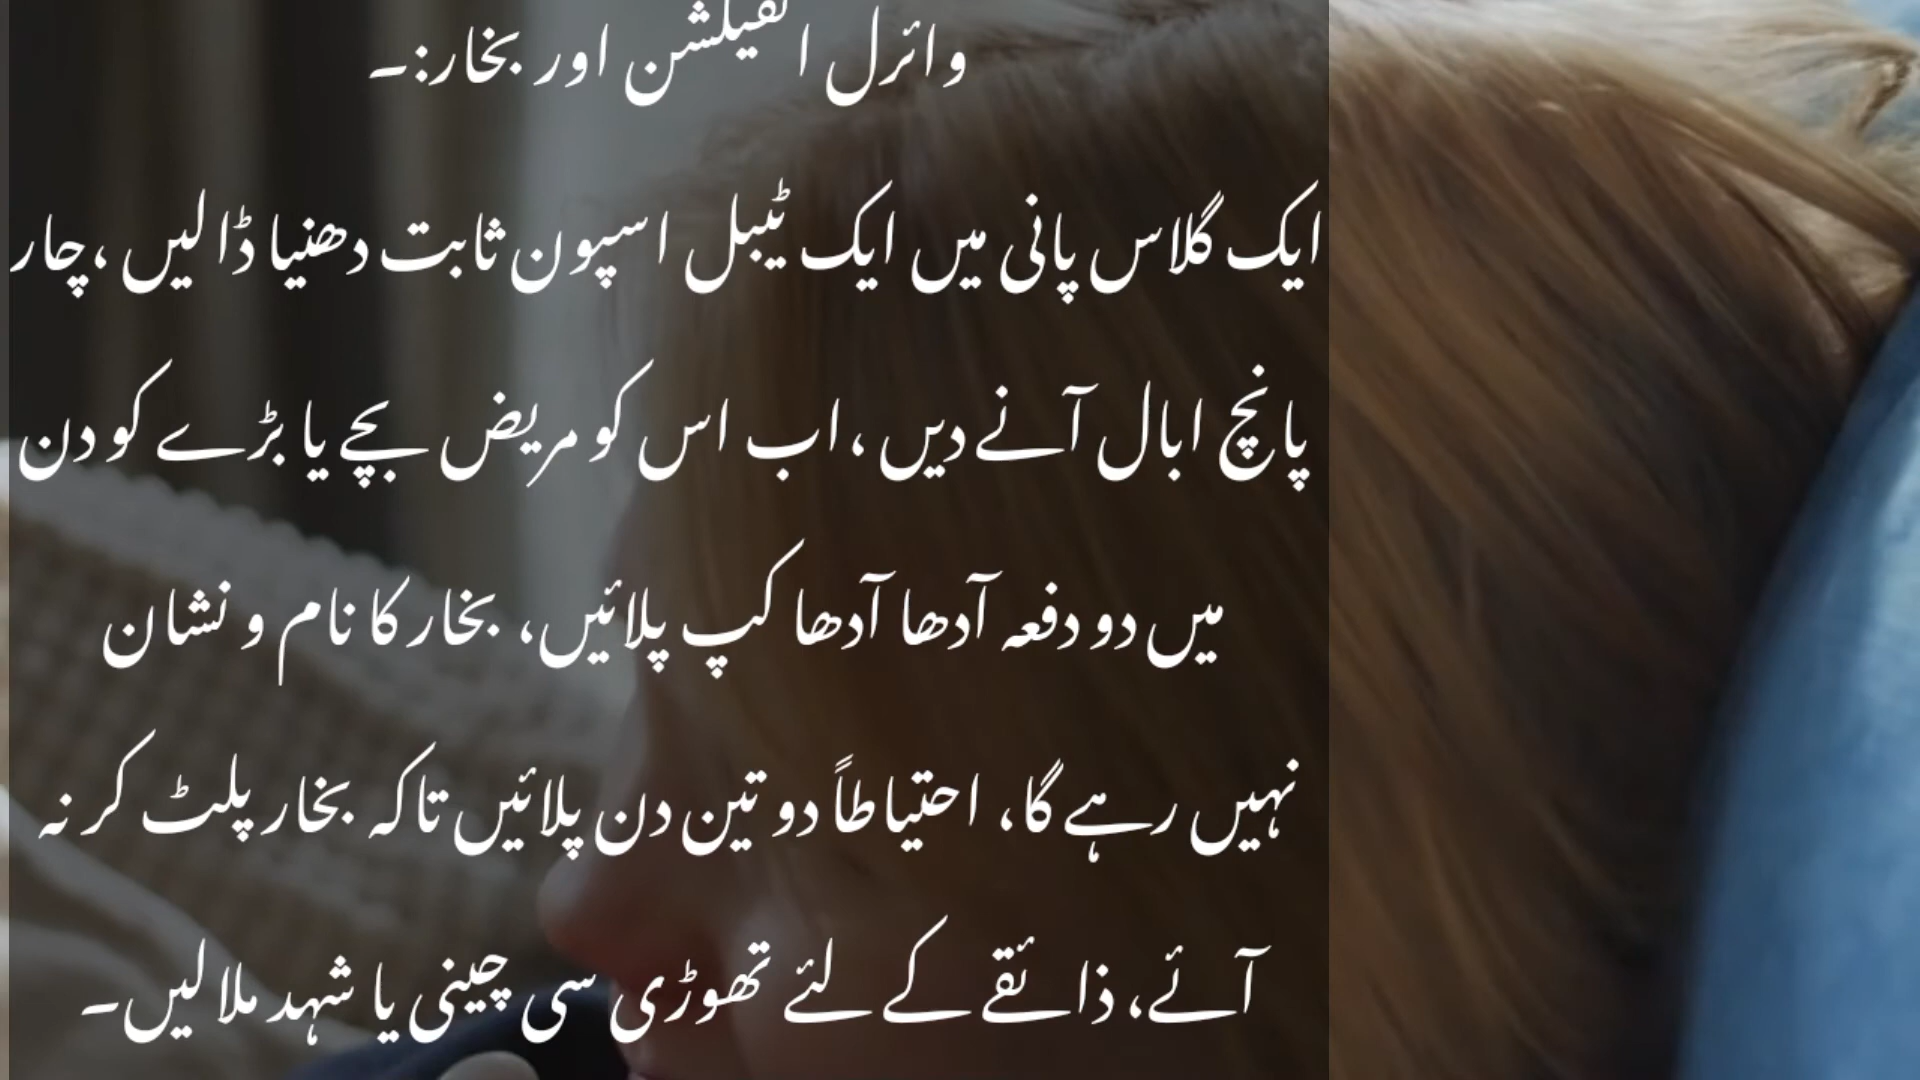 وائرل انفیکشن اور بخار:۔
ایک گلاس پانی میں ایک ٹیبل اسپون ثابت دھنیا ڈالیں ،چار
پانچ ابال آنے دیں ،اب اس کو مریض بچے یا بڑے کو دن
میں دو دفعہ آدھا آدھا کپ پلائیں، بخار کا نام و نشان
نہیں رہے گا، احتیاطاً دو تین دن پلائیں تاکہ بخار پلٹ کر نہ
آئے، ذائقے کے لئے تھوڑی سی چینی یا شہد ملا لیں۔